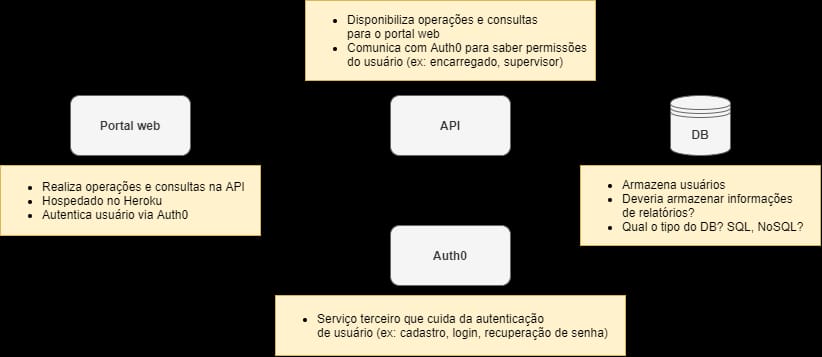 • Disponibiliza operações e consultas
para o portal web
• Comunica com Auth0 para saber permissões
do usuário (ex: encarregado, supervisor)
Portal web
API
DB
• Realiza operações e consultas na API
• Hospedado no Heroku
• Autentica usuário via Auth0
• Armazena usuários
• Deveria armazenar informações
de relatórios?
• Qual o tipo do DB? SQL, NoSQL?
Auth0
• Serviço terceiro que cuida da autenticação
de usuário (ex: cadastro, login, recuperação de senha)